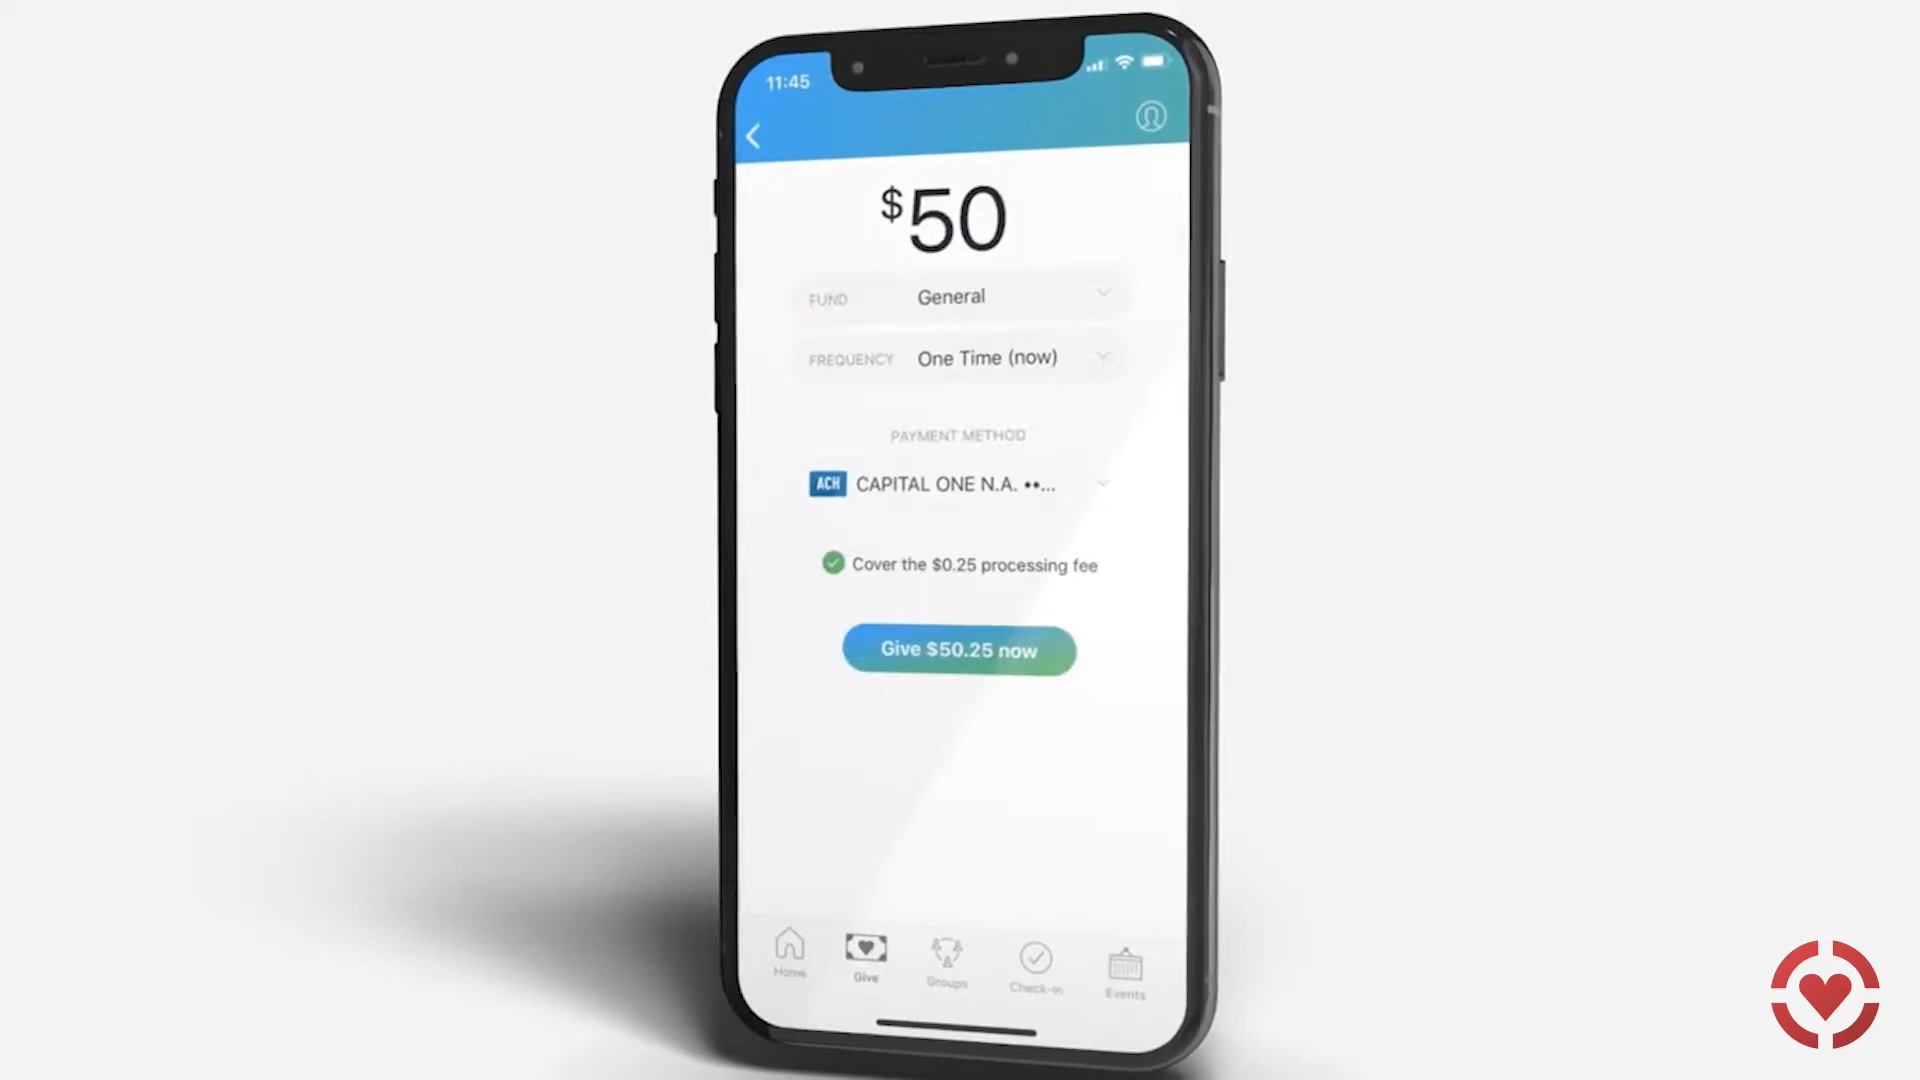 11:45
$50
FUND General
FREQUENCY One Time (now)
PAYMENT METHOD
ACH CAPITAL ONE N.A. ••...
Cover the $0.25 processing fee
Give $50.25 now
Home Give Groups Check-In Events